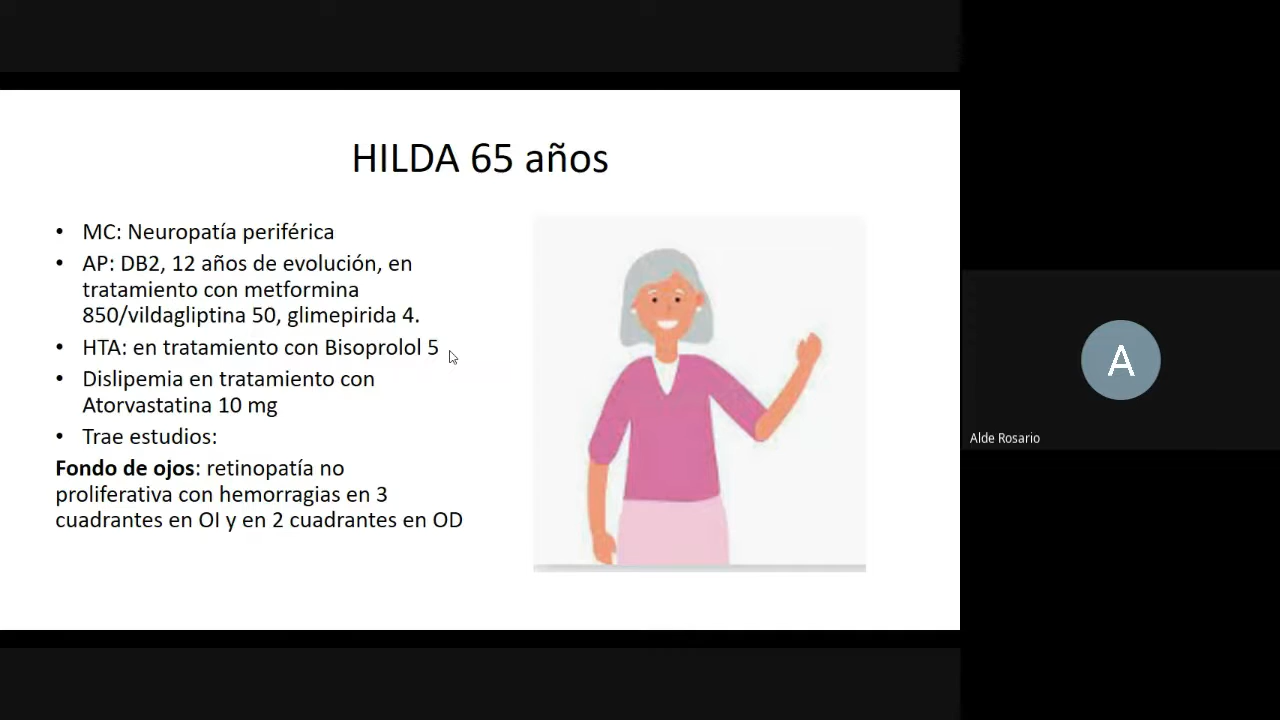 HILDA 65 años
• MC: Neuropatía periférica
• AP: DB2, 12 años de evolución, en
tratamiento con metformina
850/vildagliptina 50, glimepirida 4.
• HTA: en tratamiento con Bisoprolol 5
• Dislipemia en tratamiento con
Atorvastatina 10 mg
• Trae estudios:
Fondo de ojos: retinopatía no
proliferativa con hemorragias en 3
cuadrantes en OI y en 2 cuadrantes en OD
A
Alde Rosario